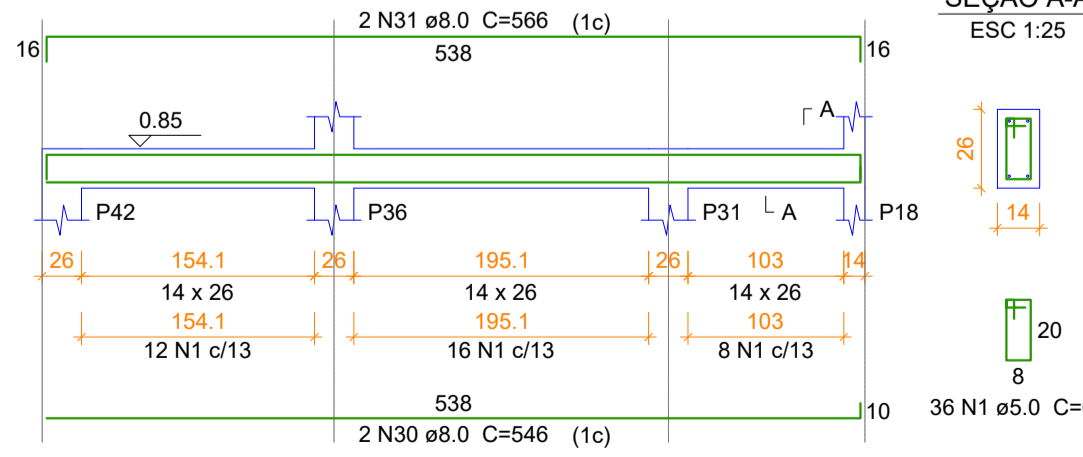 2 N31 ø8.0 C=566 (1c)
SEÇÃO A-A
ESC 1:25
16
538
16
0.85
A
26
14
P42
P36
P31
A
P18
26
154.1
26
195.1
26
103
14
14 x 26
14 x 26
14 x 26
154.1
195.1
103
12 N1 c/13
16 N1 c/13
8 N1 c/13
20
8
36 N1 ø5.0 C=
538
10
2 N30 ø8.0 C=546 (1c)